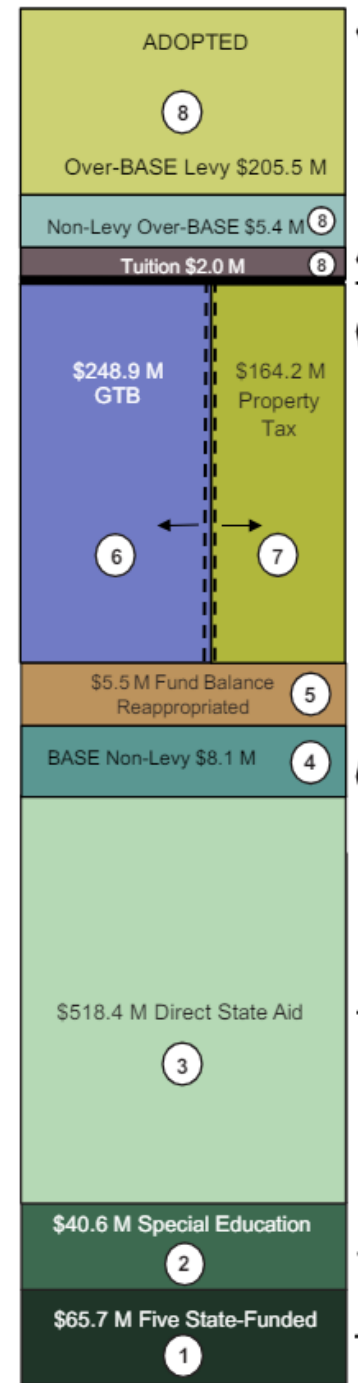 ADOPTED
8
Over-BASE Levy $205.5 M
Non-Levy Over-BASE $5.4 M 8
Tuition $2.0 M 8
$248.9 M
GTB
6
$164.2 M
Property
Tax
7
$5.5 M Fund Balance
Reappropriated
5
BASE Non-Levy $8.1 M 4
$518.4 M Direct State Aid
3
$40.6 M Special Education
2
$65.7 M Five State-Funded
1